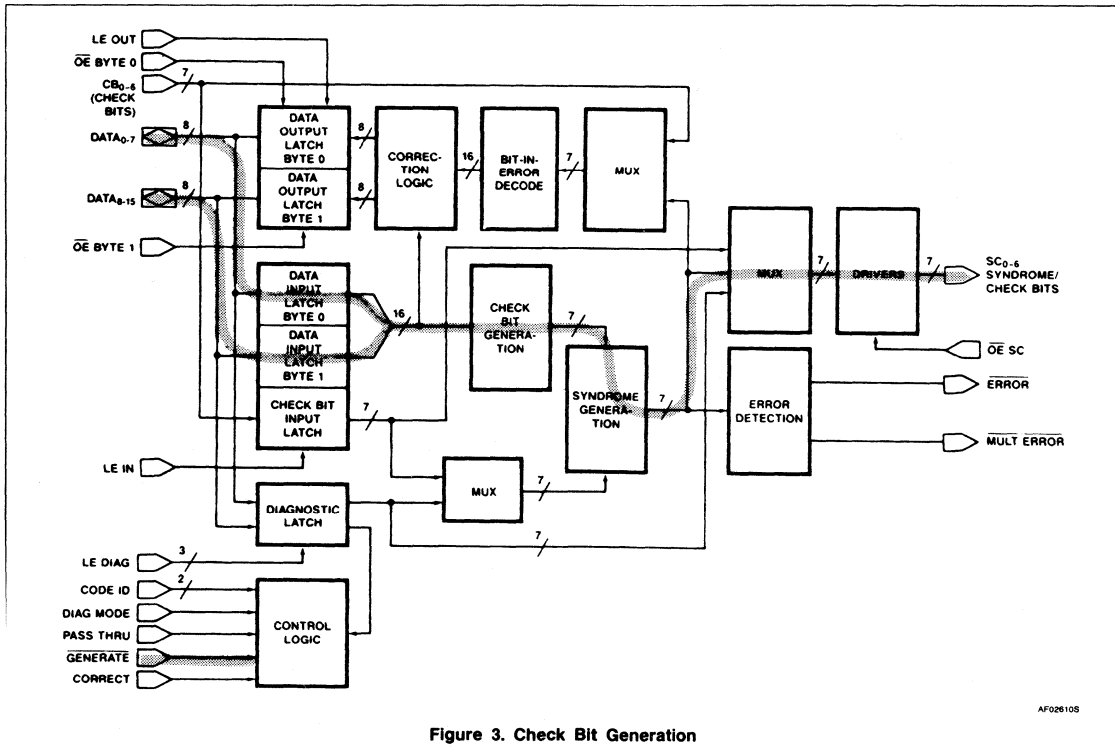 LE OUT
OE BYTE 0
7
CB0-6
(CHECK
BITS)
DATA0-7
8
DATA8-15
8
OE BYTE 1
DATA
OUTPUT
LATCH
BYTE 0
DATA
OUTPUT
LATCH
BYTE 1
8
8
CORREC-
TION
LOGIC
16
BIT-IN-
ERROR
DECODE
7
MUX
DATA
INPUT
LATCH
BYTE 0
DATA
INPUT
LATCH
BYTE 1
CHECK BIT
INPUT
LATCH
16
CHECK
BIT
GENERA-
TION
7
SYNDROME
GENERA-
TION
7
MUX
7
DRIVERS
7
SC0-6
SYNDROME/
CHECK BITS
OE SC
ERROR
DETECTION
ERROR
MULT ERROR
7
LE IN
MUX
7
DIAGNOSTIC
LATCH
7
LE DIAG
3
CODE ID
2
DIAG MODE
PASS THRU
GENERATE
CORRECT
CONTROL
LOGIC
AF02610S
Figure 3. Check Bit Generation